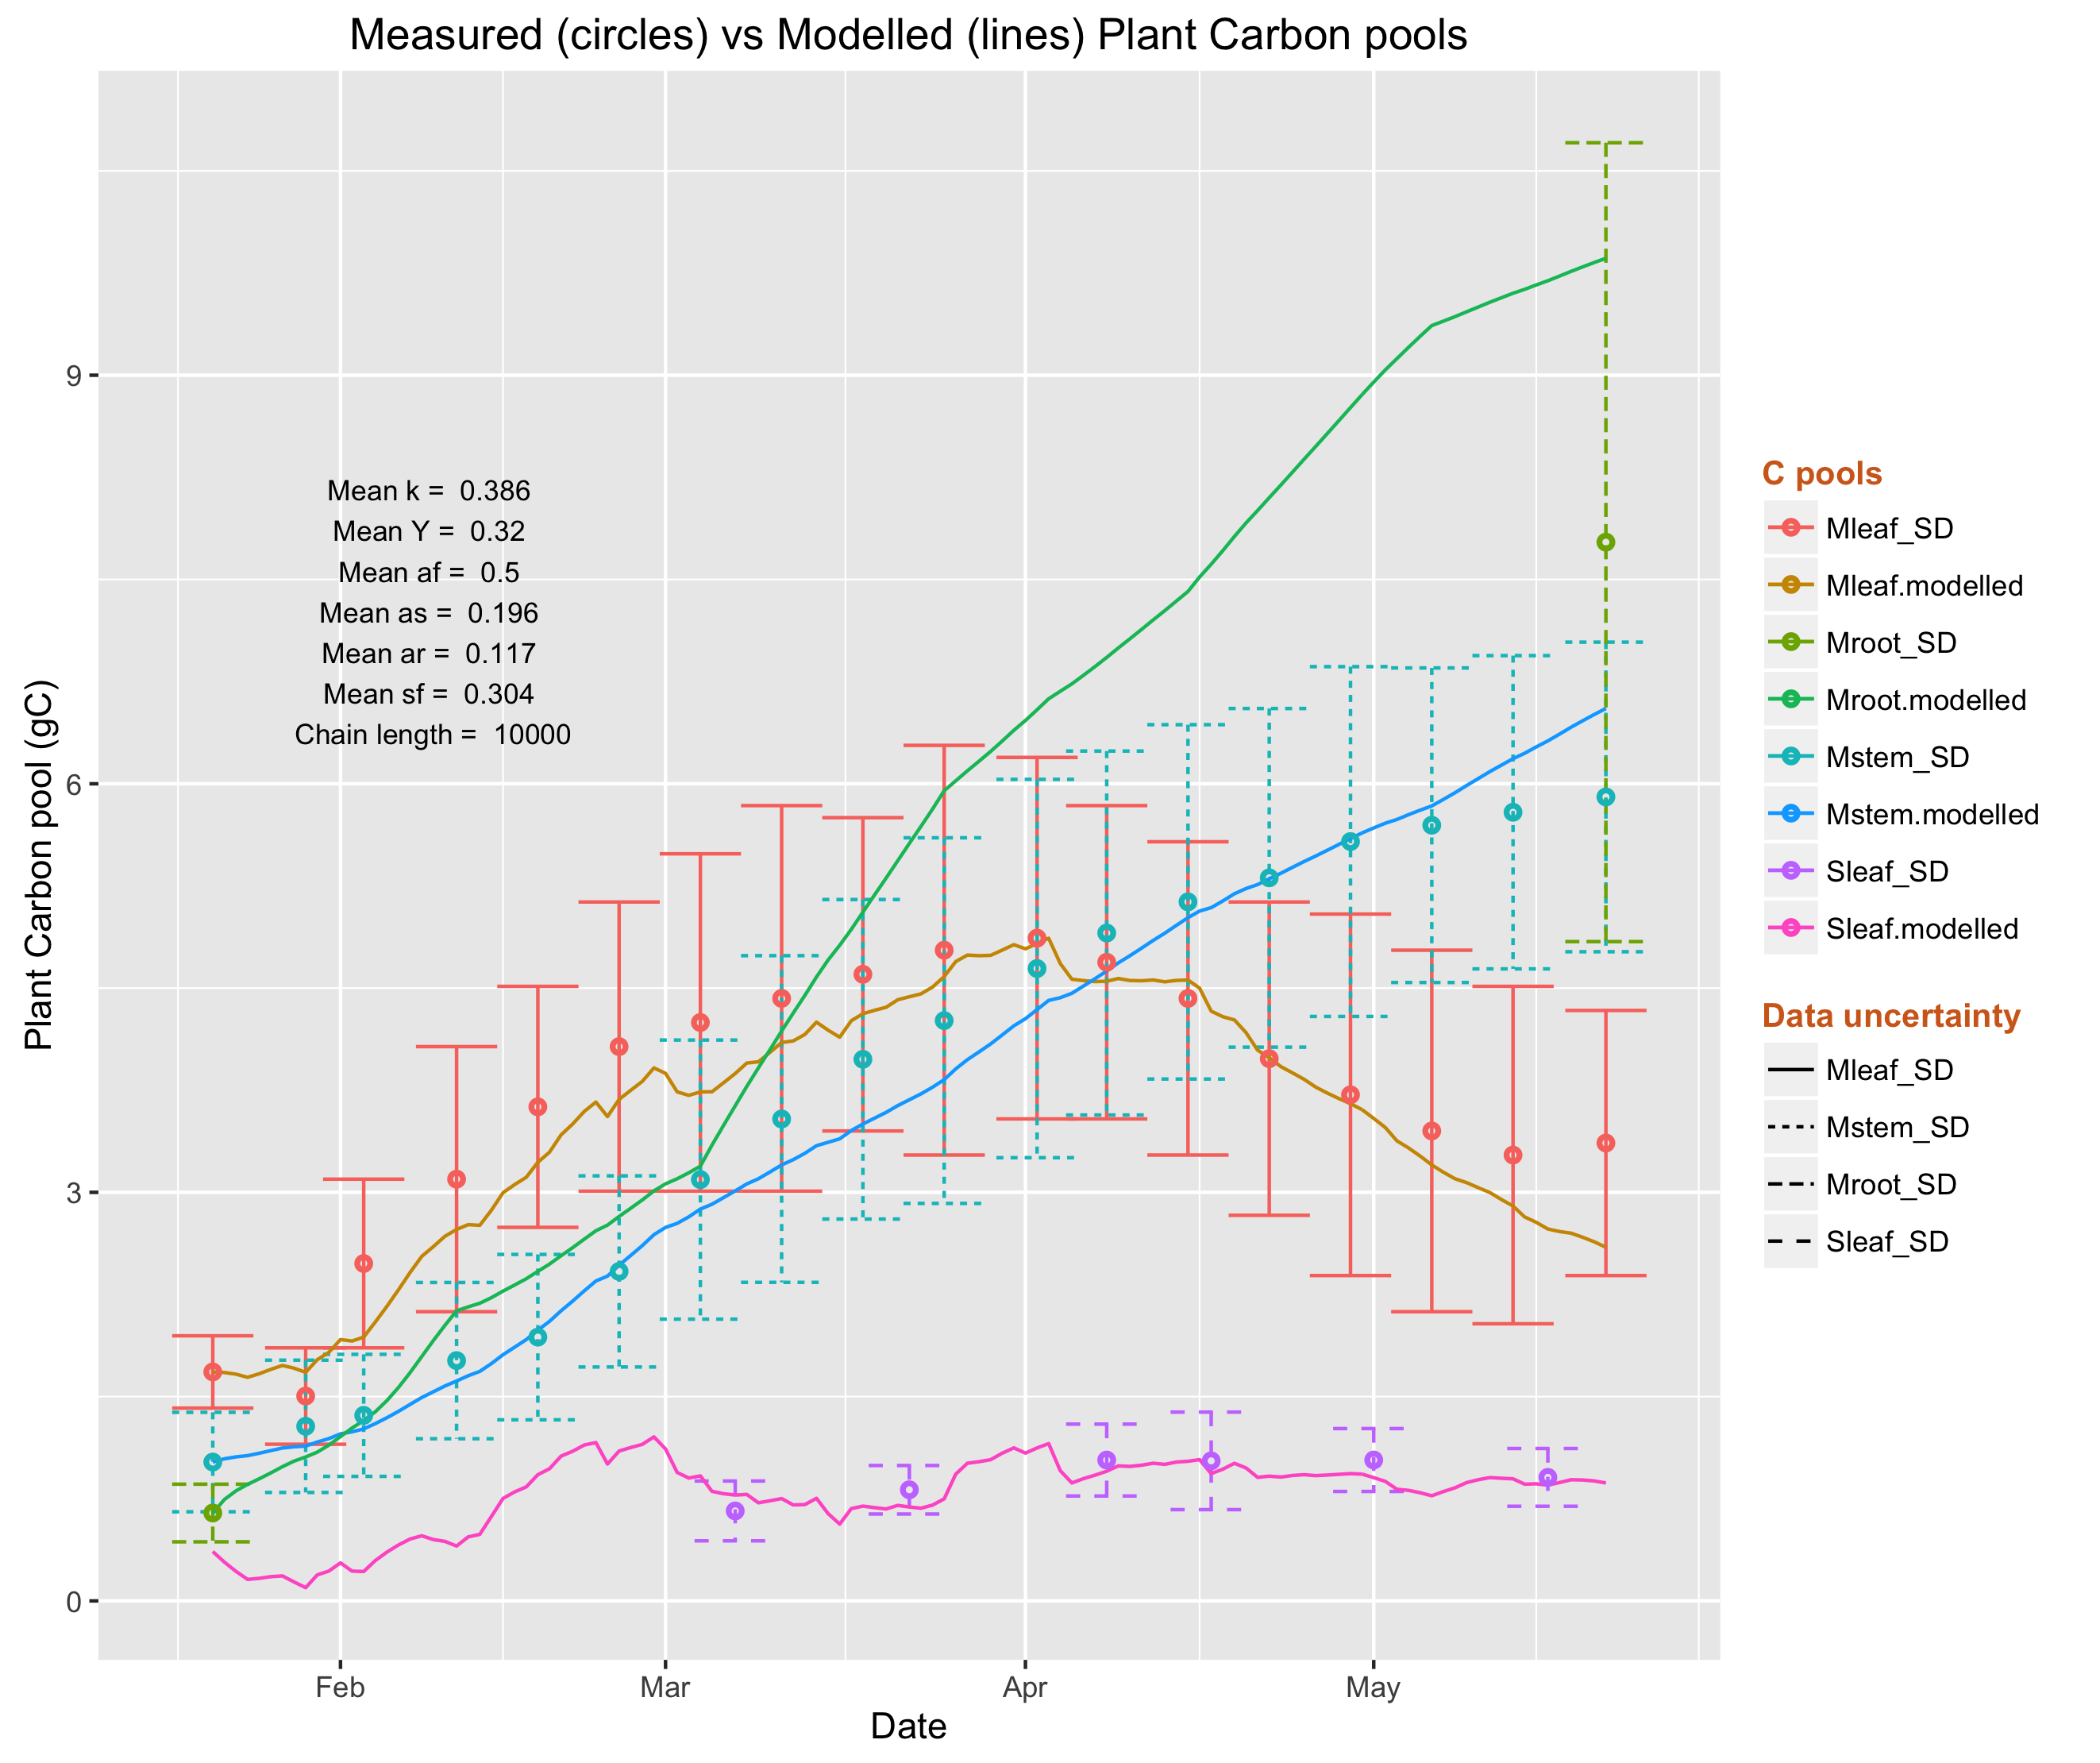 Measured (circles) vs Modelled (lines) Plant Carbon pools
Plant Carbon pool (gC)
9
6
3
0
Mean k = 0.386
Mean Y = 0.32
Mean af = 0.5
Mean as = 0.196
Mean ar = 0.117
Mean sf = 0.304
Chain length = 10000
Feb Mar Apr May
Date
C pools
Mleaf_SD
Mleaf.modelled
Mroot_SD
Mroot.modelled
Mstem_SD
Mstem.modelled
Sleaf_SD
Sleaf.modelled
Data uncertainty
Mleaf_SD
Mstem_SD
Mroot_SD
Sleaf_SD